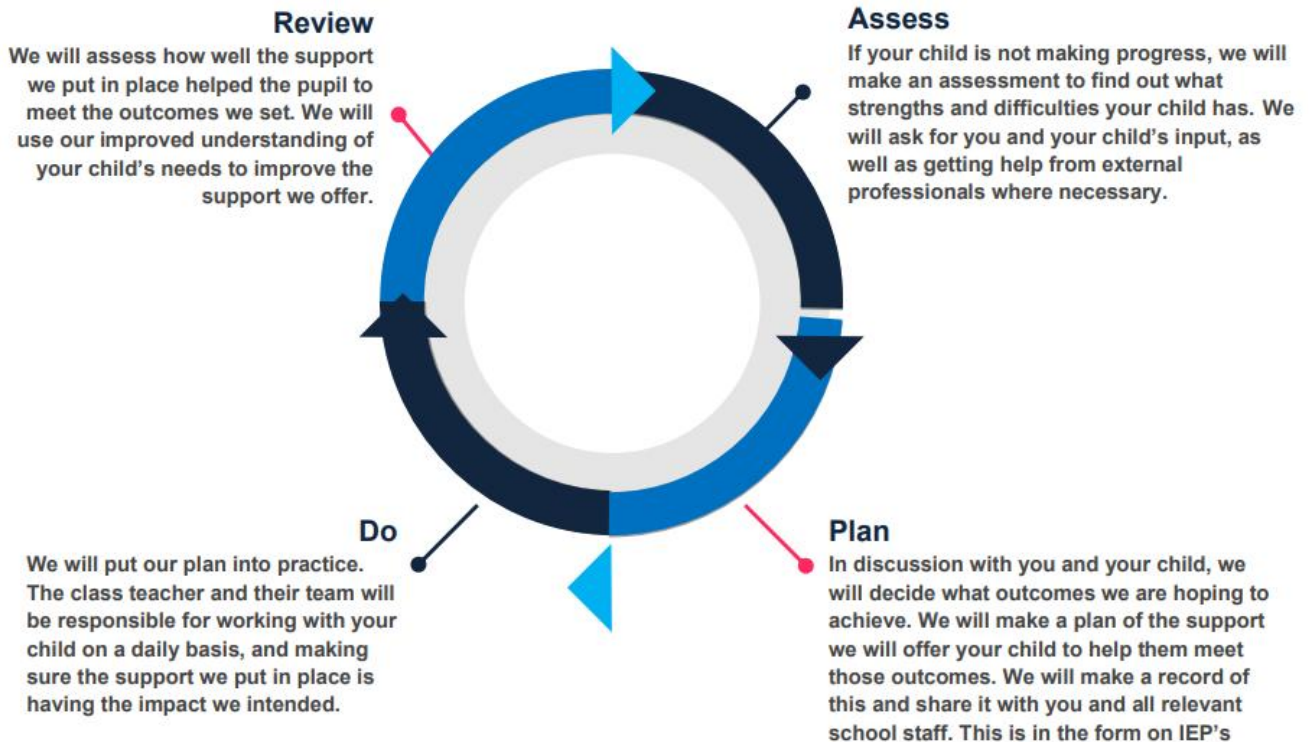 Review
We will assess how well the support
we put in place helped the pupil to
meet the outcomes we set. We will
use our improved understanding of
your child's needs to improve the
support we offer.
Assess
If your child is not making progress, we will
make an assessment to find out what
strengths and difficulties your child has. We
will ask for you and your child's input, as
well as getting help from external
professionals where necessary.
Do
We will put our plan into practice.
The class teacher and their team will
be responsible for working with your
child on a daily basis, and making
sure the support we put in place is
having the impact we intended.
Plan
In discussion with you and your child, we
will decide what outcomes we are hoping to
achieve. We will make a plan of the support
we will offer your child to help them meet
those outcomes. We will make a record of
this and share it with you and all relevant
school staff. This is in the form on IEP's